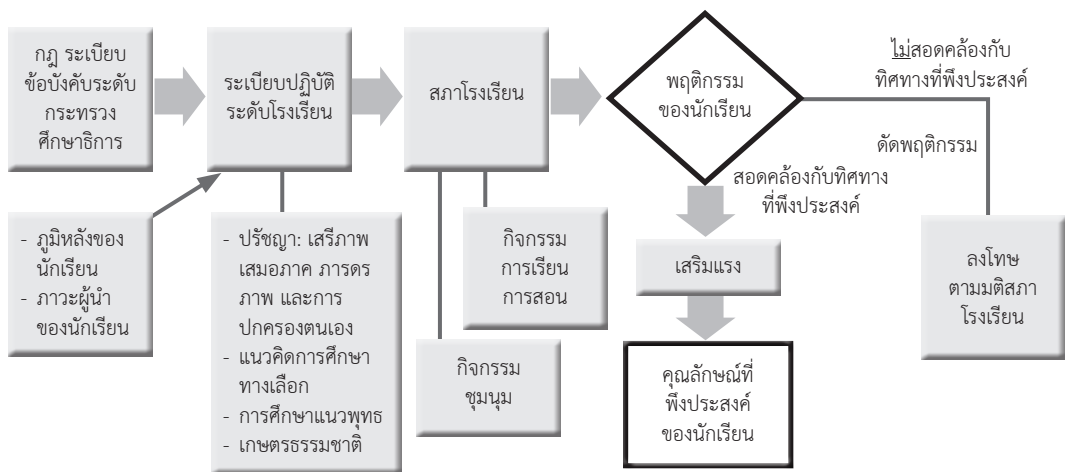 กฎ ระเบียบ
ข้อบังคับระดับ
กระทรวง
ศึกษาธิการ
ระเบียบปฏิบัติ
ระดับโรงเรียน
สภาโรงเรียน
พฤติกรรม
ของนักเรียน
ไม่สอดคล้องกับ
ทิศทางที่พึงประสงค์
ดัดพฤติกรรม
สอดคล้องกับทิศทาง
ที่พึงประสงค์
- ภูมิหลังของ
นักเรียน
- ภาวะผู้นำ
ของนักเรียน
- ปรัชญา: เสรีภาพ
เสมอภาค ภารดร
ภาพ และการ
ปกครองตนเอง
- แนวคิดการศึกษา
ทางเลือก
- การศึกษาแนวพุทธ
- เกษตรธรรมชาติ
กิจกรรม
การเรียน
การสอน
กิจกรรม
ชุมนุม
เสริมแรง
คุณลักษณ์ที่
พึงประสงค์
ของนักเรียน
ลงโทษ
ตามมติสภา
โรงเรียน